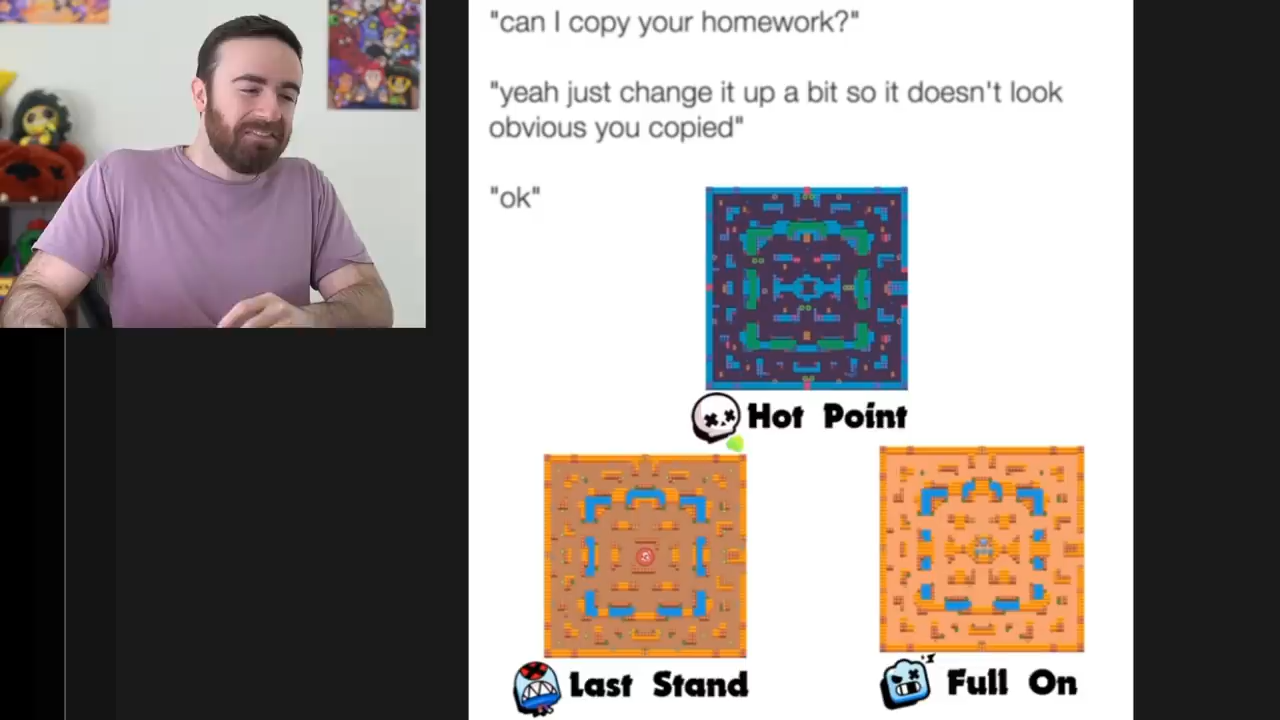 "can I copy your homework?"
"yeah just change it up a bit so it doesn't look
obvious you copied"
"ok"
Hot Point
Last Stand
Full On